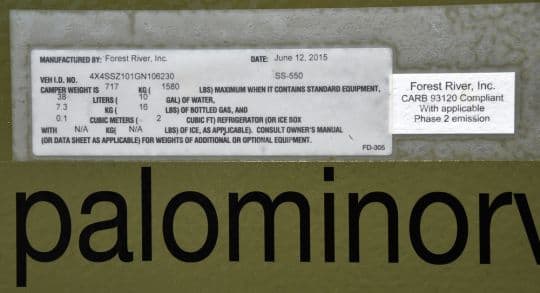 MANUFACTURED BY: Forest River, Inc. DATE: June 12, 2015
VEH I.D. NO. 4X4SSZ101GN106230 SS-550
CAMPER WEIGHT IS 717 KG ( 1580 LBS) MAXIMUM WHEN IT CONTAINS STANDARD EQUIPMENT,
38 LITERS ( 10 GAL) OF WATER,
7.3 KG ( 16 LBS) OF BOTTLED GAS, AND
0.1 CUBIC METERS ( 2 CUBIC FT) REFRIGERATOR (OR ICE BOX
WITH N/A KG( N/A LBS) OF ICE, AS APPLICABLE). CONSULT OWNER'S MANUAL
(OR DATA SHEET AS APPLICABLE) FOR WEIGHTS OF ADDITIONAL OR OPTIONAL EQUIPMENT.
FD-305
Forest River, Inc.
CARB 93120 Compliant
With applicable
Phase 2 emission
palominorv